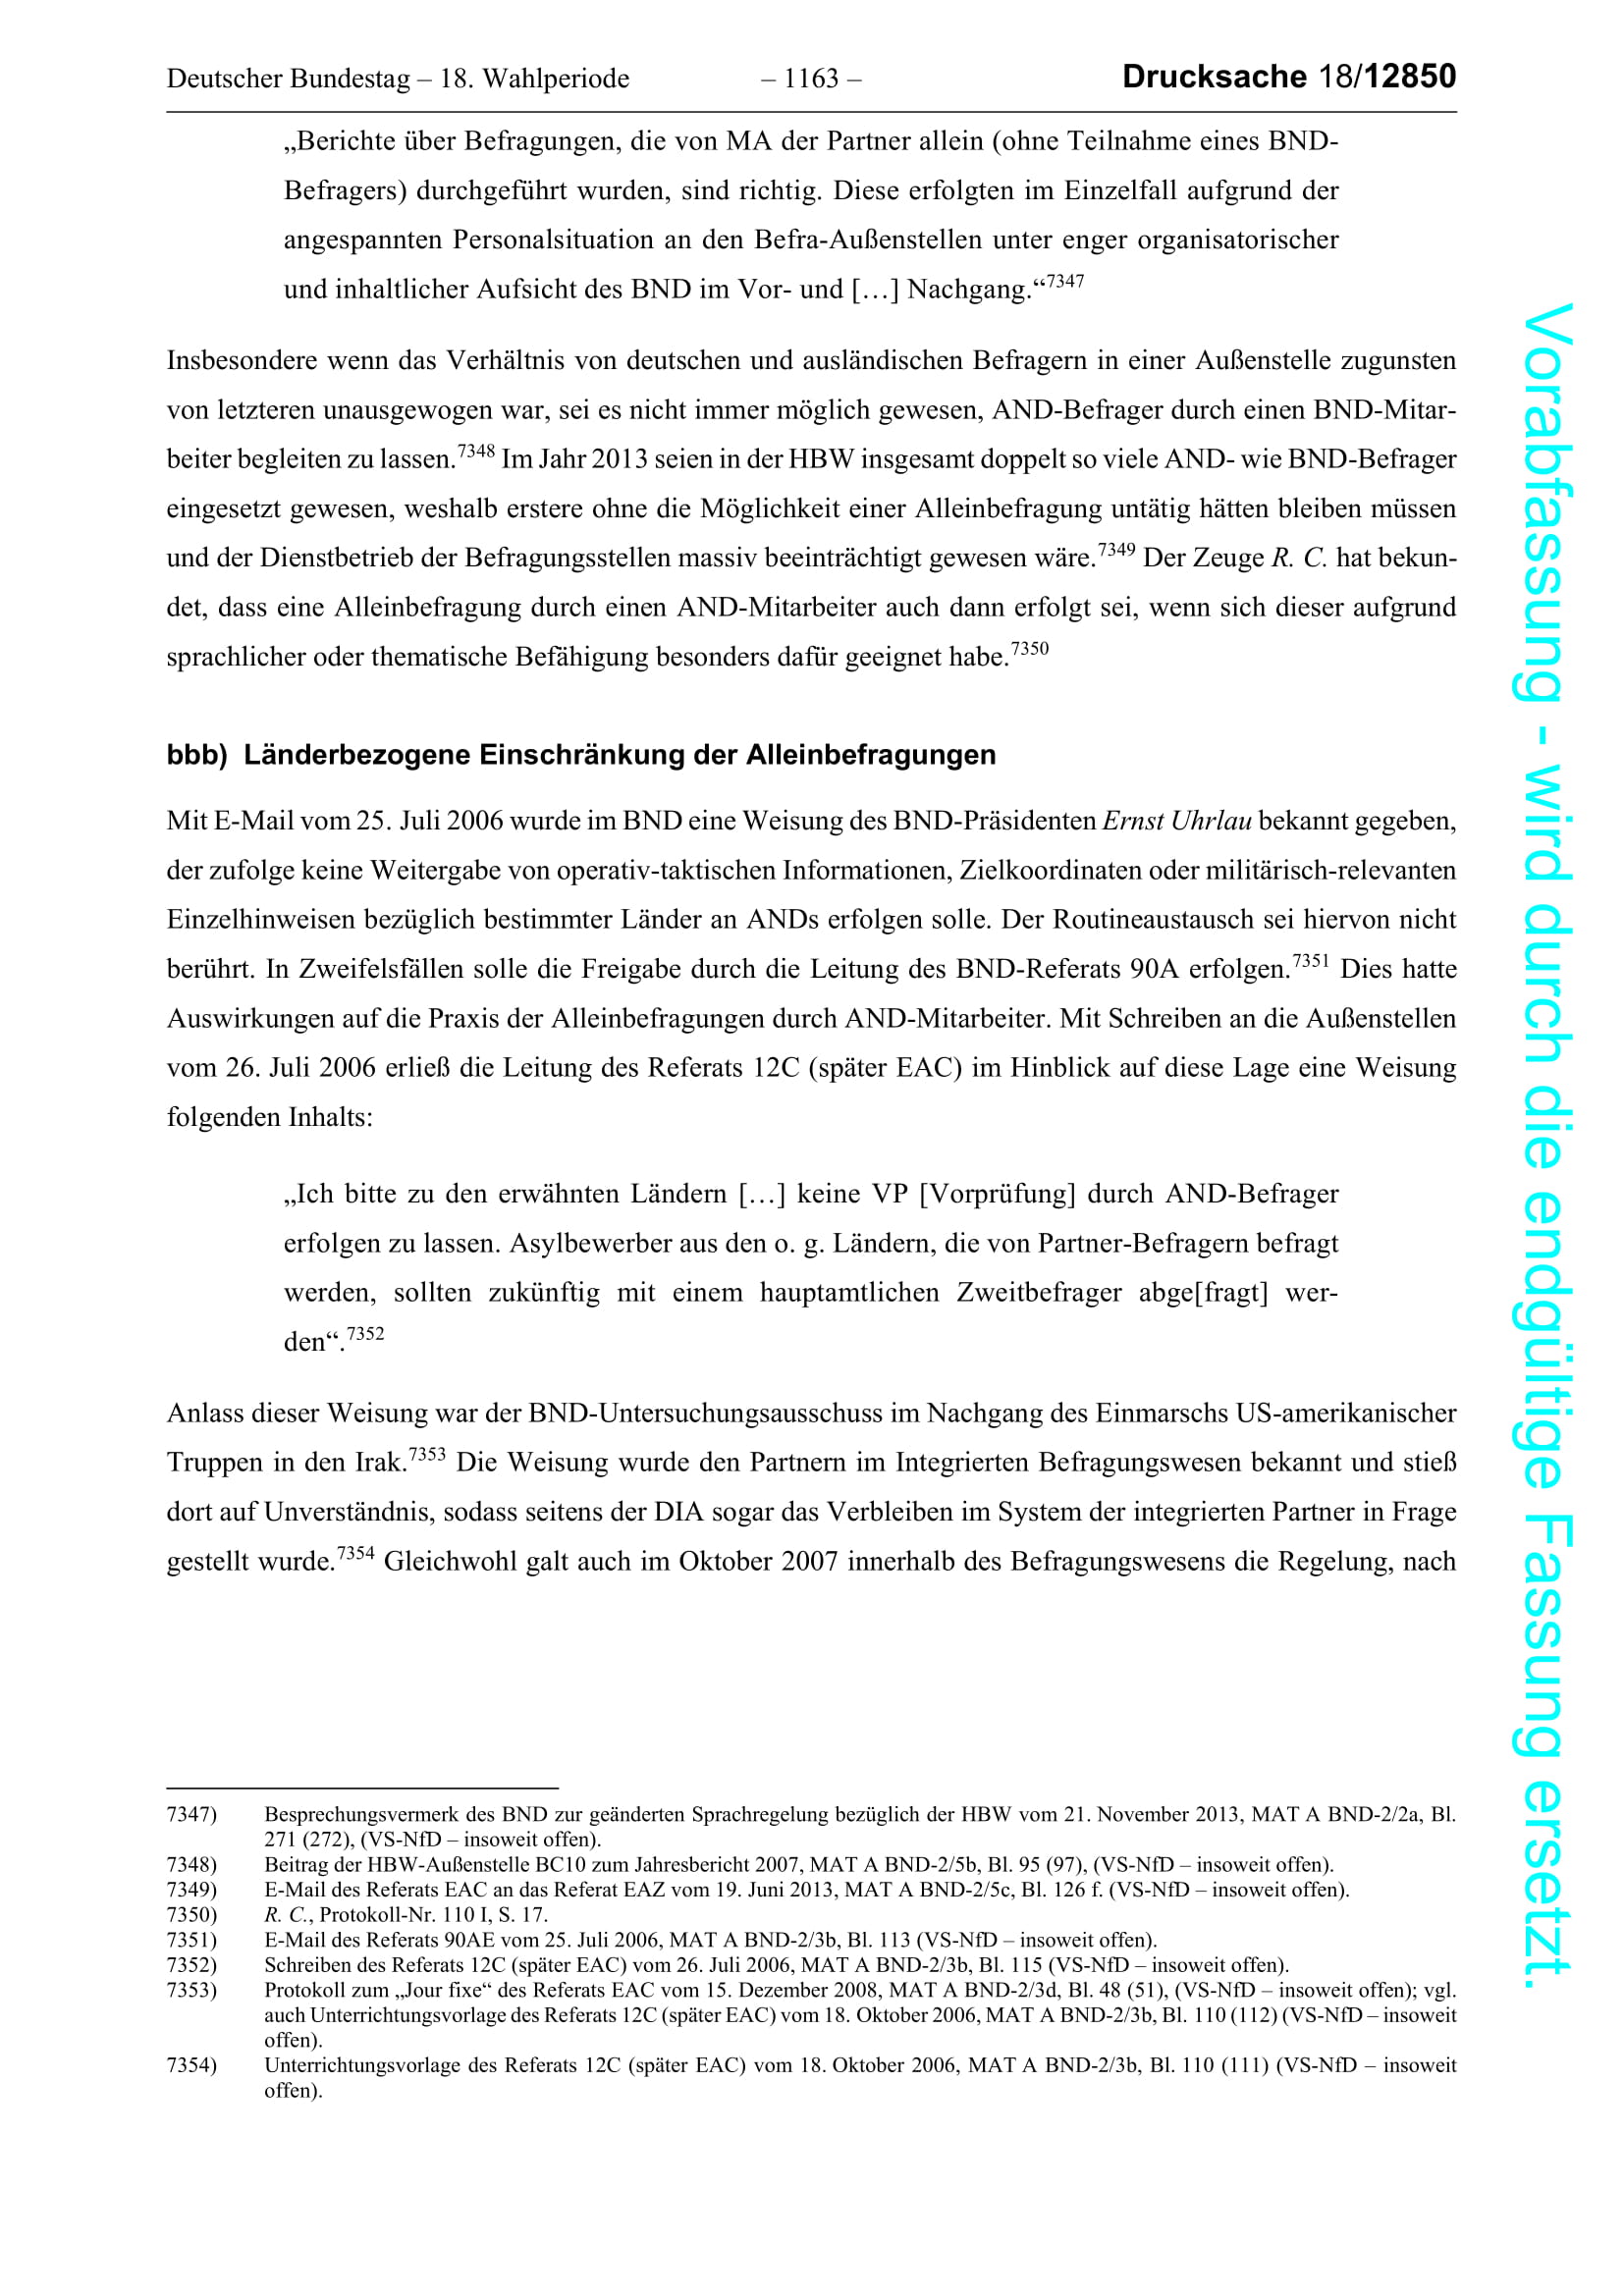 Deutscher Bundestag – 18. Wahlperiode – 1163 – Drucksache 18/12850
„Berichte über Befragungen, die von MA der Partner allein (ohne Teilnahme eines BND-
Befragers) durchgeführt wurden, sind richtig. Diese erfolgten im Einzelfall aufgrund der
angespannten Personalsituation an den Befra-Außenstellen unter enger organisatorischer
und inhaltlicher Aufsicht des BND im Vor- und […] Nachgang.“7347
Insbesondere wenn das Verhältnis von deutschen und ausländischen Befragern in einer Außenstelle zugunsten
von letzteren unausgewogen war, sei es nicht immer möglich gewesen, AND-Befrager durch einen BND-Mitar-
beiter begleiten zu lassen.7348 Im Jahr 2013 seien in der HBW insgesamt doppelt so viele AND- wie BND-Befrager
eingesetzt gewesen, weshalb erstere ohne die Möglichkeit einer Alleinbefragung untätig hätten bleiben müssen
und der Dienstbetrieb der Befragungsstellen massiv beeinträchtigt gewesen wäre.7349 Der Zeuge R. C. hat bekun-
det, dass eine Alleinbefragung durch einen AND-Mitarbeiter auch dann erfolgt sei, wenn sich dieser aufgrund
sprachlicher oder thematische Befähigung besonders dafür geeignet habe.7350
bbb) Länderbezogene Einschränkung der Alleinbefragungen
Mit E-Mail vom 25. Juli 2006 wurde im BND eine Weisung des BND-Präsidenten Ernst Uhrlau bekannt gegeben,
der zufolge keine Weitergabe von operativ-taktischen Informationen, Zielkoordinaten oder militärisch-relevanten
Einzelhinweisen bezüglich bestimmter Länder an ANDs erfolgen solle. Der Routineaustausch sei hiervon nicht
berührt. In Zweifelsfällen solle die Freigabe durch die Leitung des BND-Referats 90A erfolgen.7351 Dies hatte
Auswirkungen auf die Praxis der Alleinbefragungen durch AND-Mitarbeiter. Mit Schreiben an die Außenstellen
vom 26. Juli 2006 erließ die Leitung des Referats 12C (später EAC) im Hinblick auf diese Lage eine Weisung
folgenden Inhalts:
„Ich bitte zu den erwähnten Ländern […] keine VP [Vorprüfung] durch AND-Befrager
erfolgen zu lassen. Asylbewerber aus den o. g. Ländern, die von Partner-Befragern befragt
werden, sollten zukünftig mit einem hauptamtlichen Zweitbefrager abge[fragt] wer-
den“.7352
Anlass dieser Weisung war der BND-Untersuchungsausschuss im Nachgang des Einmarschs US-amerikanischer
Truppen in den Irak.7353 Die Weisung wurde den Partnern im Integrierten Befragungswesen bekannt und stieß
dort auf Unverständnis, sodass seitens der DIA sogar das Verbleiben im System der integrierten Partner in Frage
gestellt wurde.7354 Gleichwohl galt auch im Oktober 2007 innerhalb des Befragungswesens die Regelung, nach
7347) Besprechungsvermerk des BND zur geänderten Sprachregelung bezüglich der HBW vom 21. November 2013, MAT A BND-2/2a, Bl.
271 (272), (VS-NfD – insoweit offen).
7348) Beitrag der HBW-Außenstelle BC10 zum Jahresbericht 2007, MAT A BND-2/5b, Bl. 95 (97), (VS-NfD – insoweit offen).
7349) E-Mail des Referats EAC an das Referat EAZ vom 19. Juni 2013, MAT A BND-2/5c, Bl. 126 f. (VS-NfD – insoweit offen).
7350) R. C., Protokoll-Nr. 110 I, S. 17.
7351) E-Mail des Referats 90AE vom 25. Juli 2006, MAT A BND-2/3b, Bl. 113 (VS-NfD – insoweit offen).
7352) Schreiben des Referats 12C (später EAC) vom 26. Juli 2006, MAT A BND-2/3b, Bl. 115 (VS-NfD – insoweit offen).
7353) Protokoll zum „Jour fixe“ des Referats EAC vom 15. Dezember 2008, MAT A BND-2/3d, Bl. 48 (51), (VS-NfD – insoweit offen); vgl.
auch Unterrichtungsvorlage des Referats 12C (später EAC) vom 18. Oktober 2006, MAT A BND-2/3b, Bl. 110 (112) (VS-NfD – insoweit
offen).
7354) Unterrichtungsvorlage des Referats 12C (später EAC) vom 18. Oktober 2006, MAT A BND-2/3b, Bl. 110 (111) (VS-NfD – insoweit
offen).
Vorabfassung - wird durch die endgültige Fassung ersetzt.